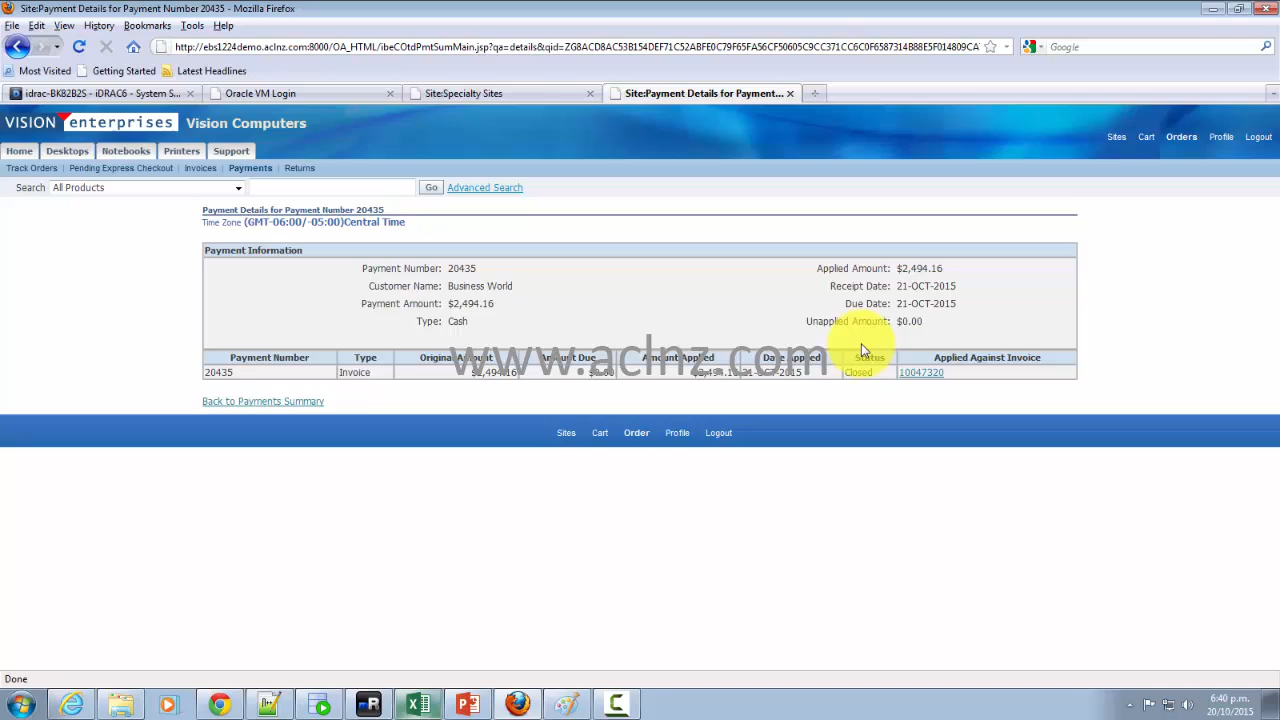 Site:Payment Details for Payment Number 20435 - Mozilla Firefox
File Edit View History Bookmarks Tools Help
http://ebs1224demo.aclnz.com:8000/OA_HTML/ibeCOtdPmtSumMain.jsp?qa=details&qid=ZG8ACD8AC53B154DEF71C52ABFE0C79F65FA56CF50605C9CC371CC6C0F6587314B88E5F014809CA
Google
Most Visited Getting Started Latest Headlines
idrac-BK82B2S - iDRAC6 - System S... Oracle VM Login Site:Specialty Sites Site:Payment Details for Payment...
VISION enterprises Vision Computers
Sites Cart Orders Profile Logout
Home Desktops Notebooks Printers Support
Track Orders Pending Express Checkout Invoices Payments Returns
Search All Products Go Advanced Search
Payment Details for Payment Number 20435
Time Zone (GMT-06:00/-05:00)Central Time
Payment Information
Payment Number: 20435 Applied Amount: $2,494.16
Customer Name: Business World Receipt Date: 21-OCT-2015
Payment Amount: $2,494.16 Due Date: 21-OCT-2015
Type: Cash Unapplied Amount: $0.00
www.aclnz.com
Payment Number Type Original Amount Amount Due Amount Applied Date Applied Status Applied Against Invoice
20435 Invoice $2,494.16 $0.00 $2,494.16 21-OCT-2015 Closed 10047320
Back to Payments Summary
Sites Cart Order Profile Logout
Done
6:40 p.m.
20/10/2015